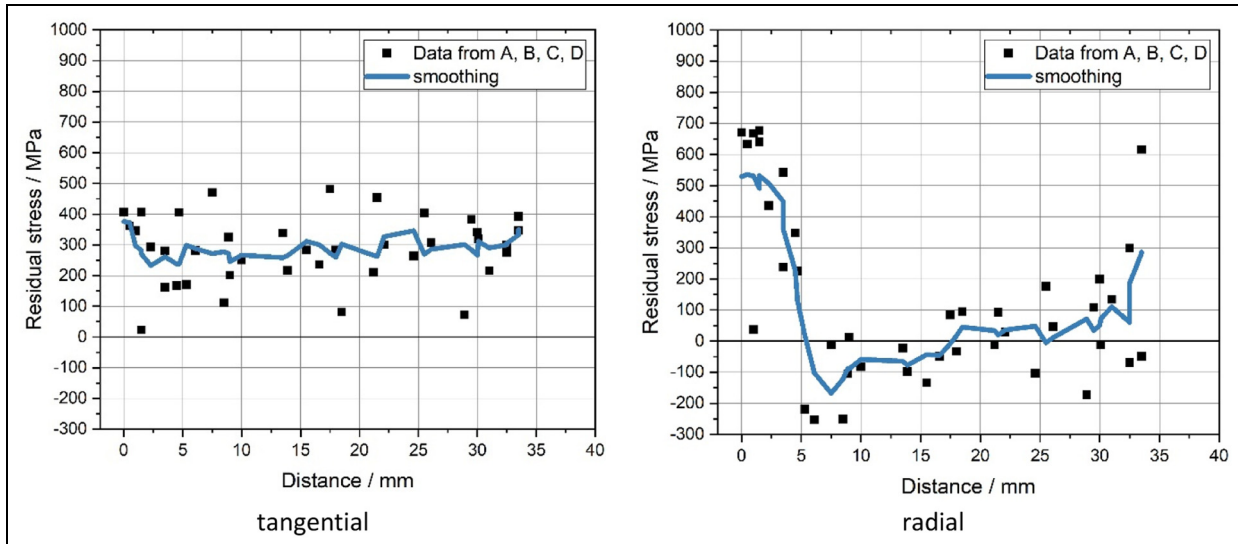 1000
900
800
700
600
500
400
300
200
100
0
-100
-200
-300
Residual stress / MPa
Data from A, B, C, D
smoothing
0 5 10 15 20 25 30 35 40
Distance / mm
tangential
1000
900
800
700
600
500
400
300
200
100
0
-100
-200
-300
Residual stress / MPa
Data from A, B, C, D
smoothing
0 5 10 15 20 25 30 35 40
Distance / mm
radial